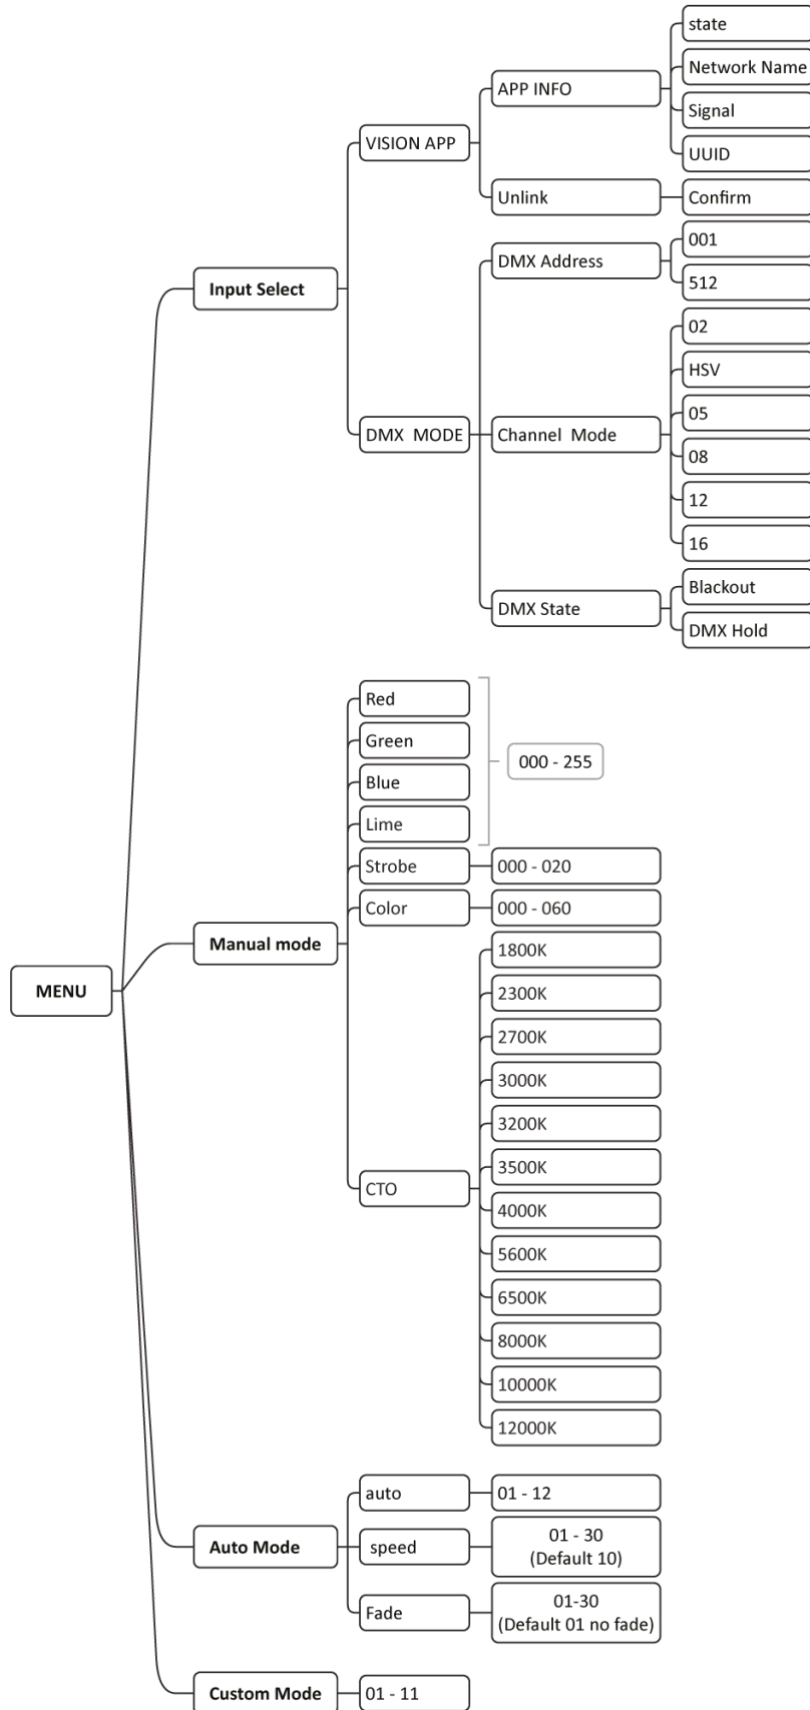 MENU
Input Select
VISION APP
APP INFO
state
Network Name
Signal
UUID
Unlink
Confirm
DMX  MODE
DMX Address
001
512
Channel  Mode
02
HSV
05
08
12
16
DMX State
Blackout
DMX Hold
Manual mode
Red
Green
Blue
Lime
000 - 255
Strobe
000 - 020
Color
000 - 060
CTO
1800K
2300K
2700K
3000K
3200K
3500K
4000K
5600K
6500K
8000K
10000K
12000K
Auto Mode
auto
01 - 12
speed
01 - 30
(Default 10)
Fade
01-30
(Default 01 no fade)
Custom Mode
01 - 11